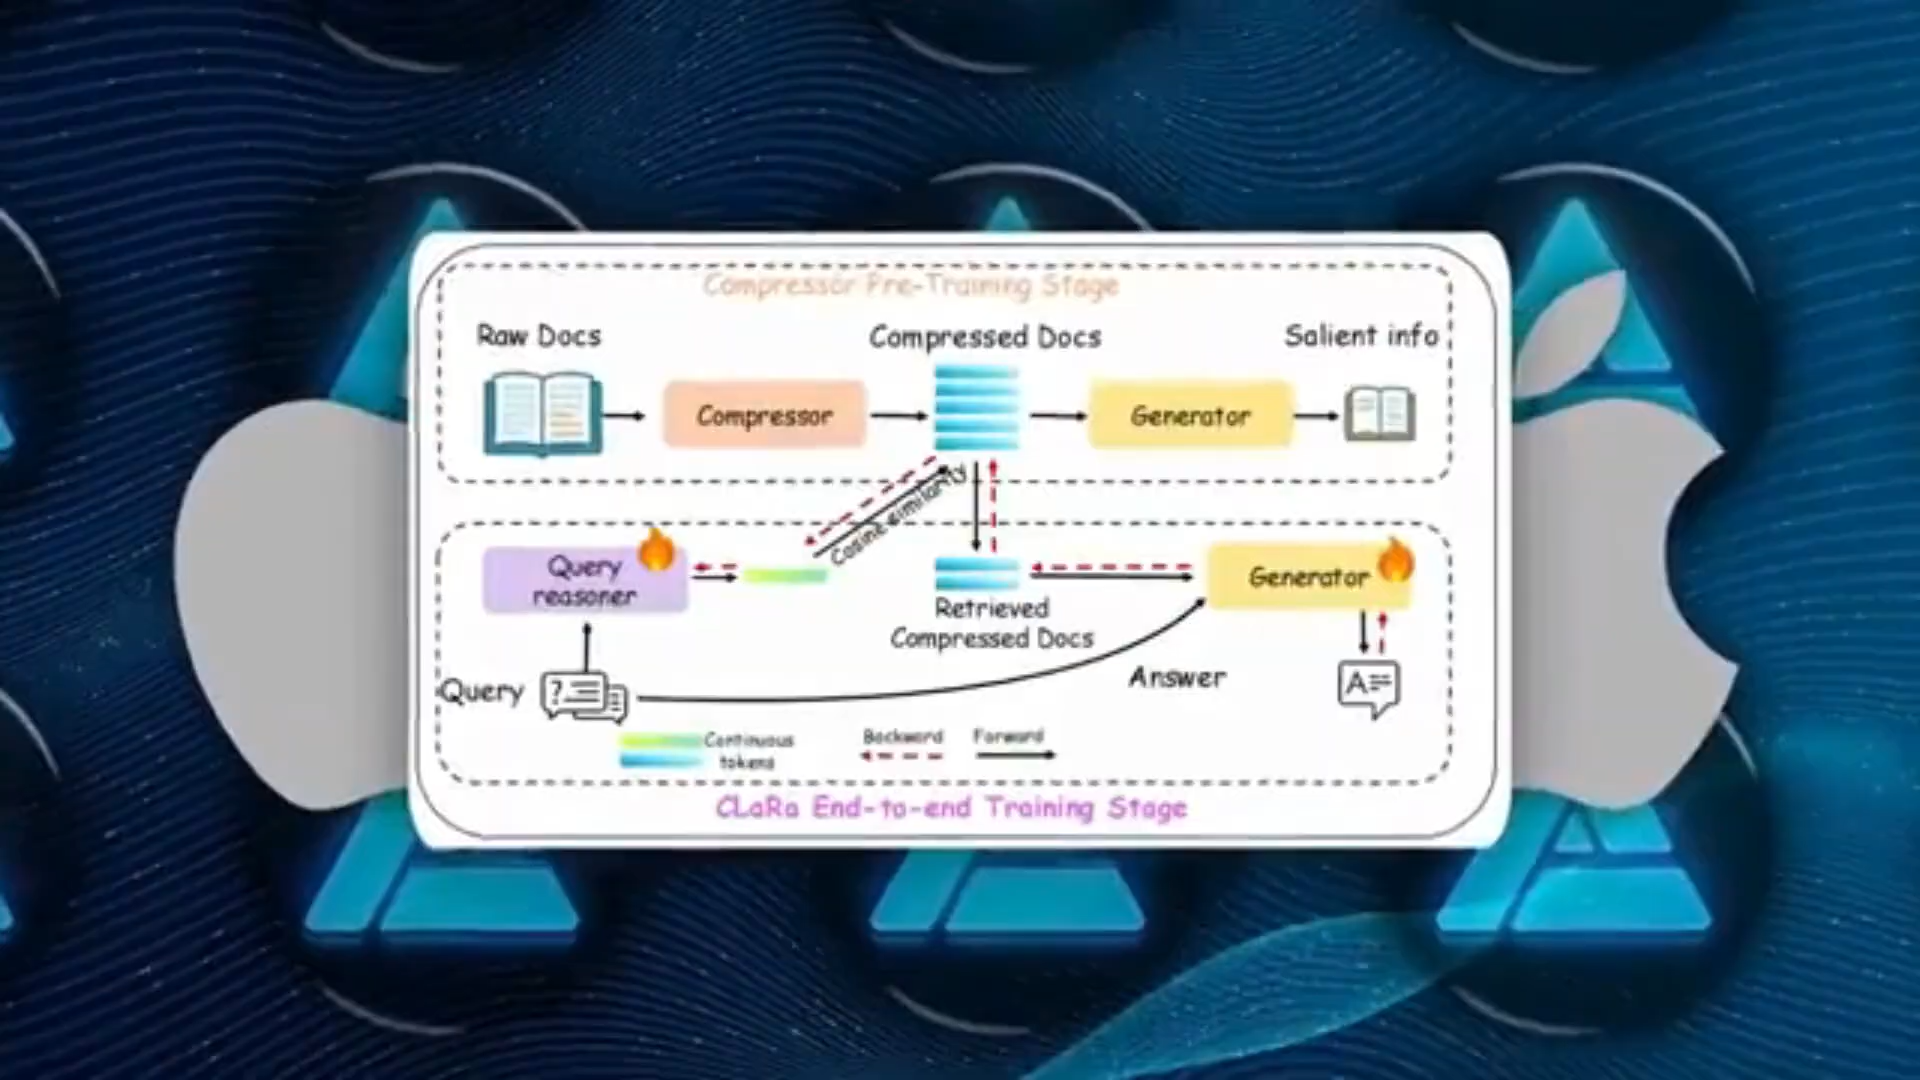 Compressor Pre-Training Stage
Raw Docs
Compressed Docs
Salient info
Compressor
Generator
Cosine similarity
Query
reasoner
Generator
Retrieved
Compressed Docs
Query
?
Answer
A
Continuous
tokens
Backward
Forward
CLaRa End-to-end Training Stage